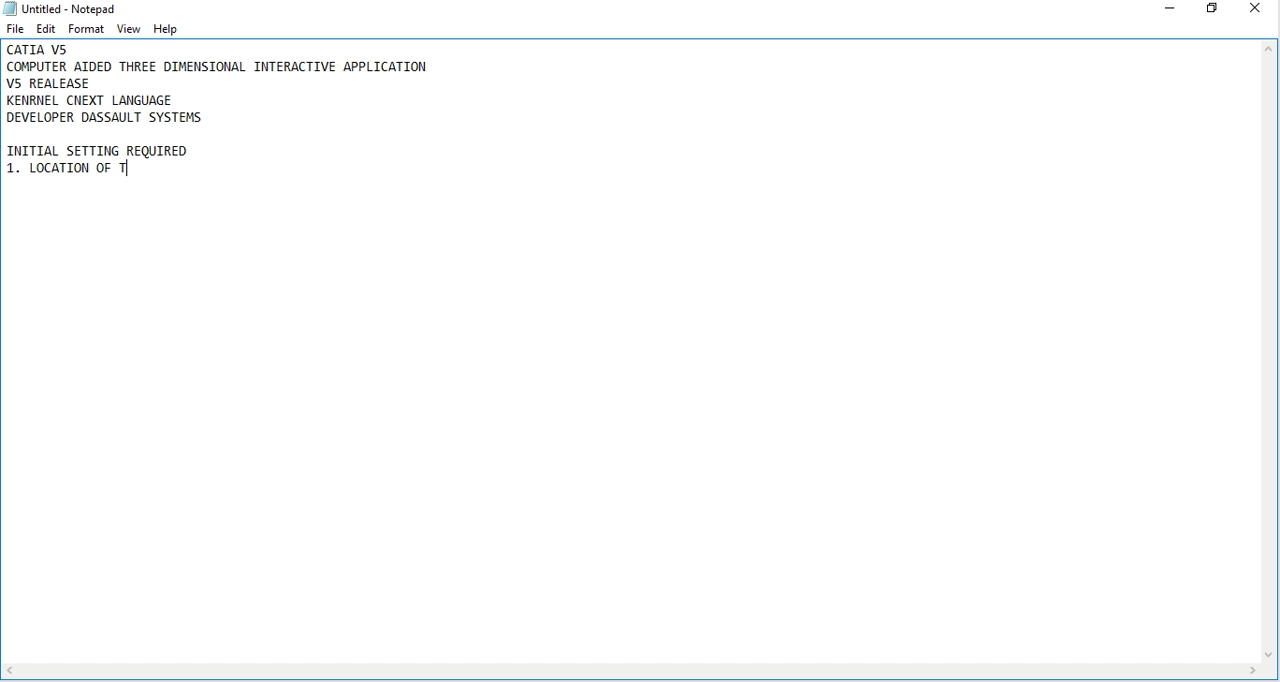 Untitled - Notepad
File Edit Format View Help
CATIA V5
COMPUTER AIDED THREE DIMENSIONAL INTERACTIVE APPLICATION
V5 REALEASE
KENRNEL CNEXT LANGUAGE
DEVELOPER DASSAULT SYSTEMS
INITIAL SETTING REQUIRED
1. LOCATION OF T